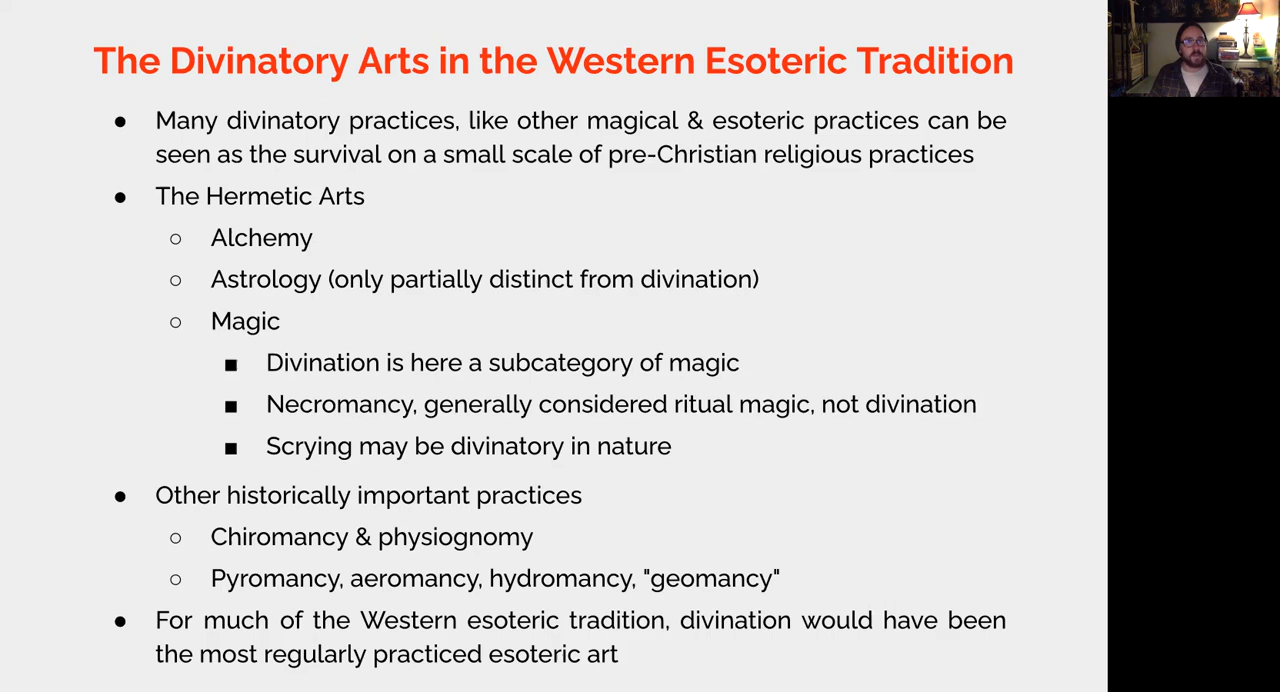 The Divinatory Arts in the Western Esoteric Tradition
● Many divinatory practices, like other magical & esoteric practices can be
seen as the survival on a small scale of pre-Christian religious practices
● The Hermetic Arts
○ Alchemy
○ Astrology (only partially distinct from divination)
○ Magic
■ Divination is here a subcategory of magic
■ Necromancy, generally considered ritual magic, not divination
■ Scrying may be divinatory in nature
● Other historically important practices
○ Chiromancy & physiognomy
○ Pyromancy, aeromancy, hydromancy, "geomancy"
● For much of the Western esoteric tradition, divination would have been
the most regularly practiced esoteric art